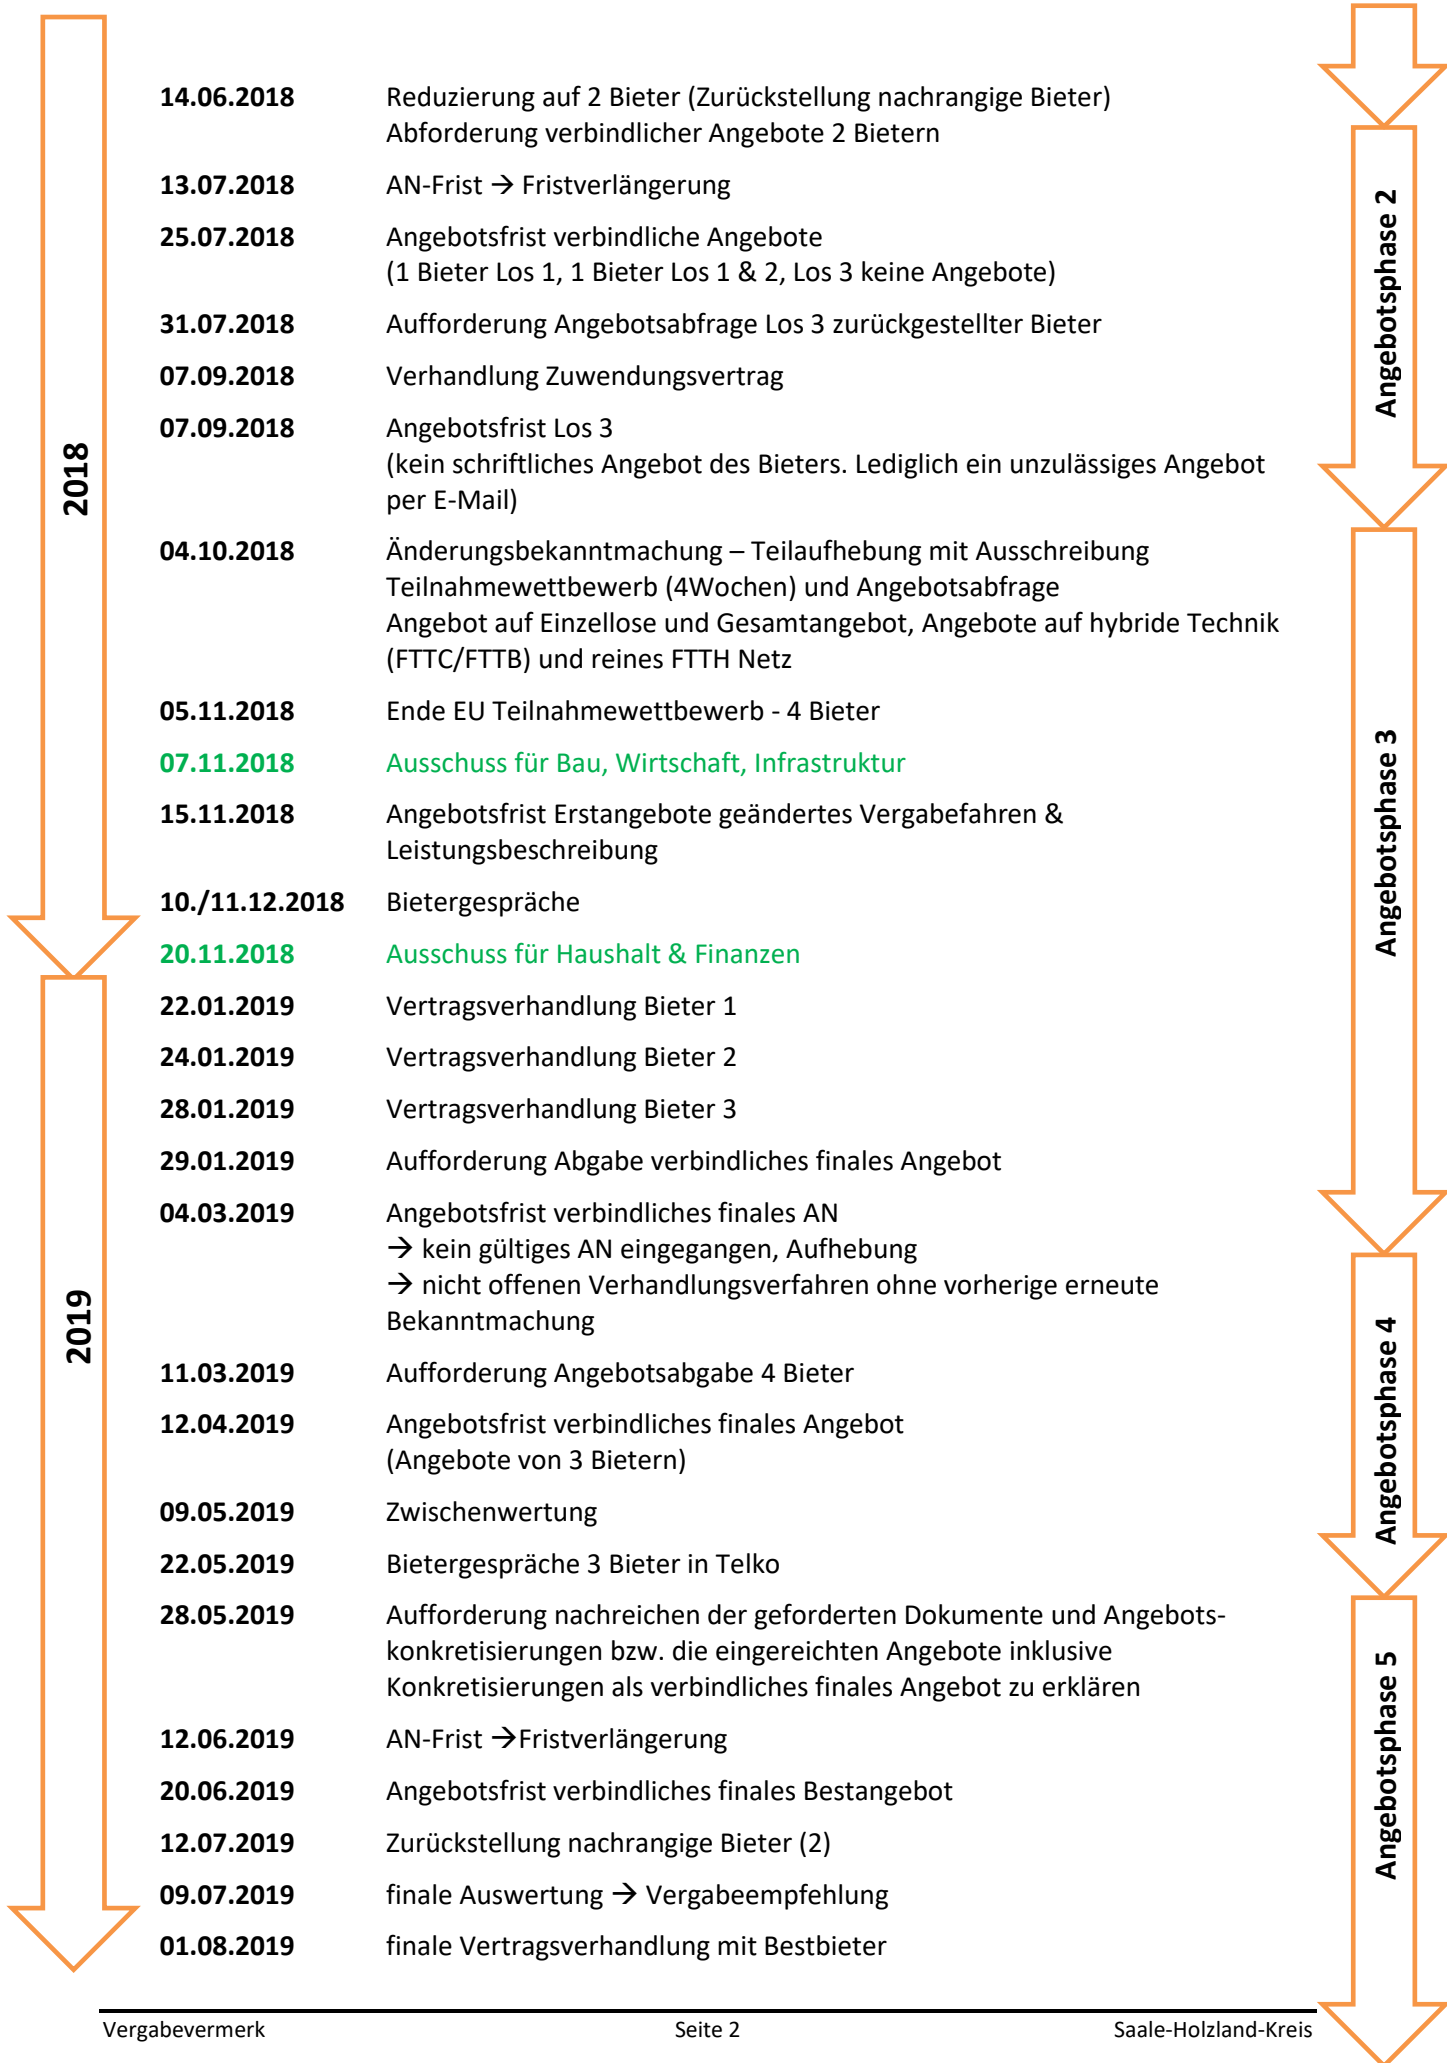 14.06.2018 Reduzierung auf 2 Bieter (Zurückstellung nachrangige Bieter)
Abforderung verbindlicher Angebote 2 Bietern
13.07.2018 AN-Frist → Fristverlängerung
25.07.2018 Angebotsfrist verbindliche Angebote
(1 Bieter Los 1, 1 Bieter Los 1 & 2, Los 3 keine Angebote)
31.07.2018 Aufforderung Angebotsabfrage Los 3 zurückgestellter Bieter
07.09.2018 Verhandlung Zuwendungsvertrag
07.09.2018 Angebotsfrist Los 3
(kein schriftliches Angebot des Bieters. Lediglich ein unzulässiges Angebot
per E-Mail)
04.10.2018 Änderungsbekanntmachung – Teilaufhebung mit Ausschreibung
Teilnahmewettbewerb (4Wochen) und Angebotsabfrage
Angebot auf Einzellose und Gesamtangebot, Angebote auf hybride Technik
(FTTC/FTTB) und reines FTTH Netz
05.11.2018 Ende EU Teilnahmewettbewerb - 4 Bieter
07.11.2018 Ausschuss für Bau, Wirtschaft, Infrastruktur
15.11.2018 Angebotsfrist Erstangebote geändertes Vergabefahren &
Leistungsbeschreibung
10./11.12.2018 Bietergespräche
20.11.2018 Ausschuss für Haushalt & Finanzen
22.01.2019 Vertragsverhandlung Bieter 1
24.01.2019 Vertragsverhandlung Bieter 2
28.01.2019 Vertragsverhandlung Bieter 3
29.01.2019 Aufforderung Abgabe verbindliches finales Angebot
04.03.2019 Angebotsfrist verbindliches finales AN
→ kein gültiges AN eingegangen, Aufhebung
→ nicht offenen Verhandlungsverfahren ohne vorherige erneute
Bekanntmachung
11.03.2019 Aufforderung Angebotsabgabe 4 Bieter
12.04.2019 Angebotsfrist verbindliches finales Angebot
(Angebote von 3 Bietern)
09.05.2019 Zwischenwertung
22.05.2019 Bietergespräche 3 Bieter in Telko
28.05.2019 Aufforderung nachreichen der geforderten Dokumente und Angebots-
konkretisierungen bzw. die eingereichten Angebote inklusive
Konkretisierungen als verbindliches finales Angebot zu erklären
12.06.2019 AN-Frist →Fristverlängerung
20.06.2019 Angebotsfrist verbindliches finales Bestangebot
12.07.2019 Zurückstellung nachrangige Bieter (2)
09.07.2019 finale Auswertung → Vergabeempfehlung
01.08.2019 finale Vertragsverhandlung mit Bestbieter
2018
2019
Angebotsphase 2
Angebotsphase 3
Angebotsphase 4
Angebotsphase 5
Vergabevermerk Seite 2 Saale-Holzland-Kreis